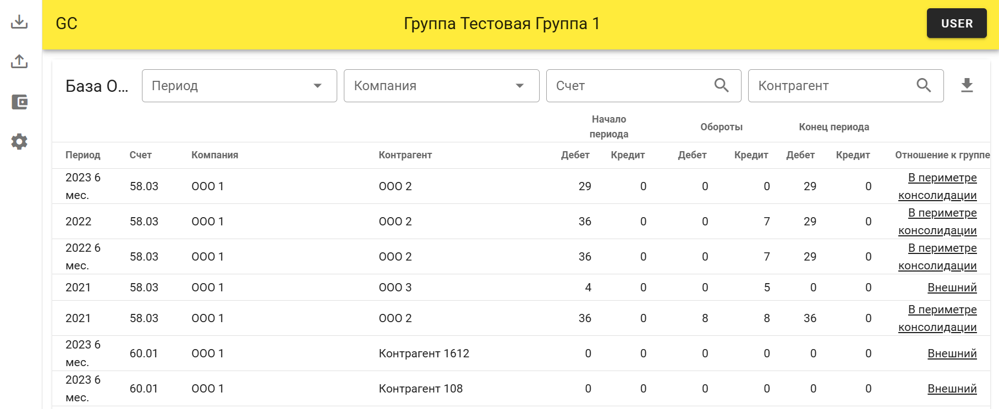 GC
Группа Тестовая Группа 1
USER
База О...
Период
Компания
Счет
Контрагент
Начало
периода
Обороты
Конец периода
Период Счет Компания Контрагент Дебет Кредит Дебет Кредит Дебет Кредит Отношение к группе
2023 6
мес.
58.03 ООО 1 ООО 2 29 0 0 0 29 0
В периметре
консолидации
2022 58.03 ООО 1 ООО 2 36 0 0 7 29 0
В периметре
консолидации
2022 6
мес.
58.03 ООО 1 ООО 2 36 0 0 7 29 0
В периметре
консолидации
2021 58.03 ООО 1 ООО 3 4 0 0 5 0 0 Внешний
2021 58.03 ООО 1 ООО 2 36 0 8 8 36 0
В периметре
консолидации
2023 6
мес.
60.01 ООО 1 Контрагент 1612 0 0 0 0 0 0 Внешний
2023 6
мес.
60.01 ООО 1 Контрагент 108 0 0 0 0 0 0 Внешний